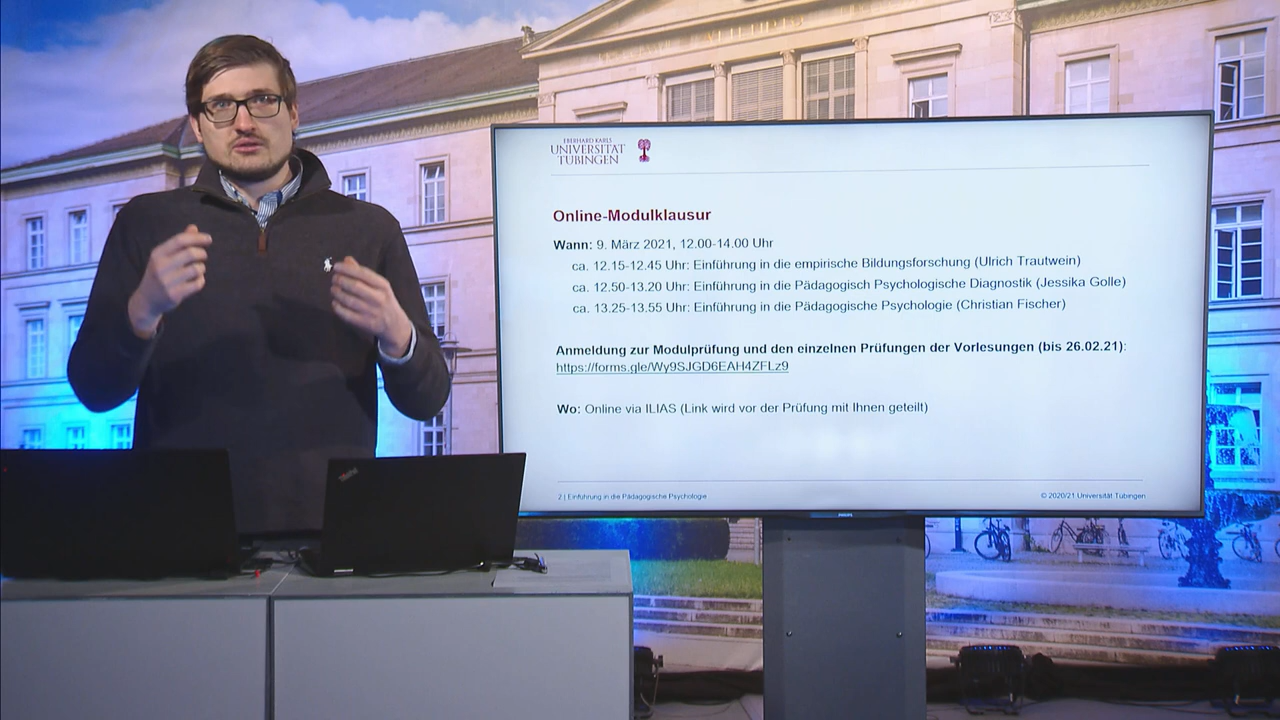 EBERHARD KARLS
UNIVERSITÄT
TÜBINGEN
Online-Modulklausur
Wann: 9. März 2021, 12.00-14.00 Uhr
ca. 12.15-12.45 Uhr: Einführung in die empirische Bildungsforschung (Ulrich Trautwein)
ca. 12.50-13.20 Uhr: Einführung in die Pädagogisch Psychologische Diagnostik (Jessika Golle)
ca. 13.25-13.55 Uhr: Einführung in die Pädagogische Psychologie (Christian Fischer)
Anmeldung zur Modulprüfung und den einzelnen Prüfungen der Vorlesungen (bis 26.02.21):
https://forms.gle/Wy9SJGD6EAH4ZFLz9
Wo: Online via ILIAS (Link wird vor der Prüfung mit Ihnen geteilt)
2 | Einführung in die Pädagogische Psychologie
© 2020/21 Universität Tübingen
PHILIPS
ThinkPad